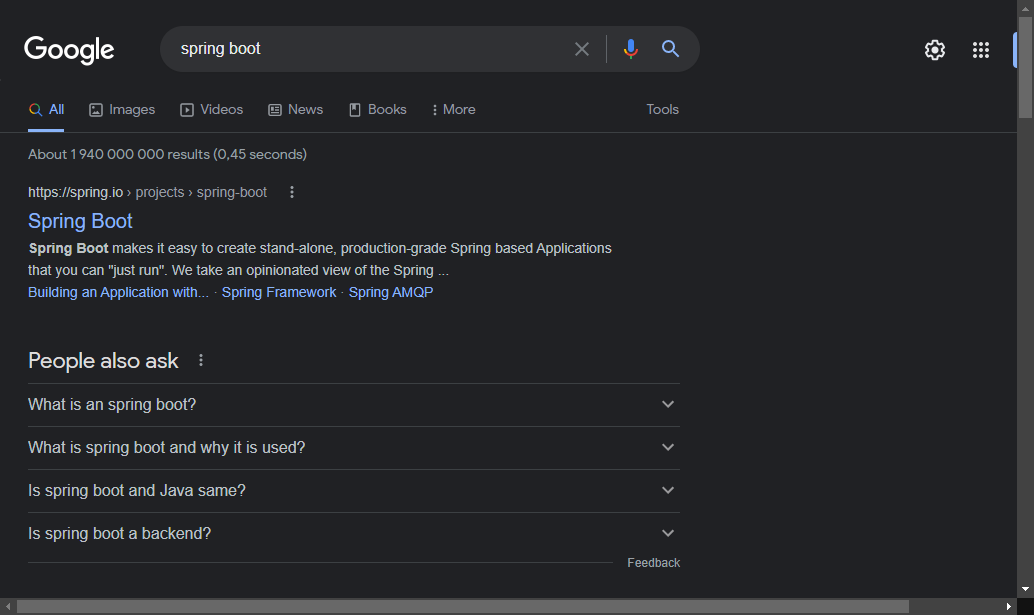 Google
spring boot
All Images Videos News Books More Tools
About 1 940 000 000 results (0,45 seconds)
https://spring.io › projects › spring-boot
Spring Boot
Spring Boot makes it easy to create stand-alone, production-grade Spring based Applications
that you can "just run". We take an opinionated view of the Spring ...
Building an Application with... · Spring Framework · Spring AMQP
People also ask
What is an spring boot?
What is spring boot and why it is used?
Is spring boot and Java same?
Is spring boot a backend?
Feedback